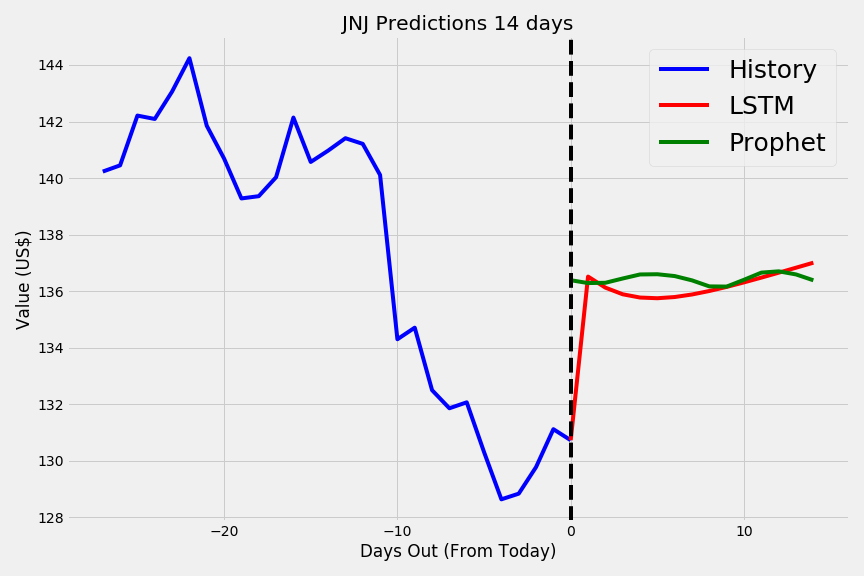 JNJ Predictions 14 days
History
LSTM
Prophet
Value (US$)
144
142
140
138
136
134
132
130
128
−20
−10
0
10
Days Out (From Today)